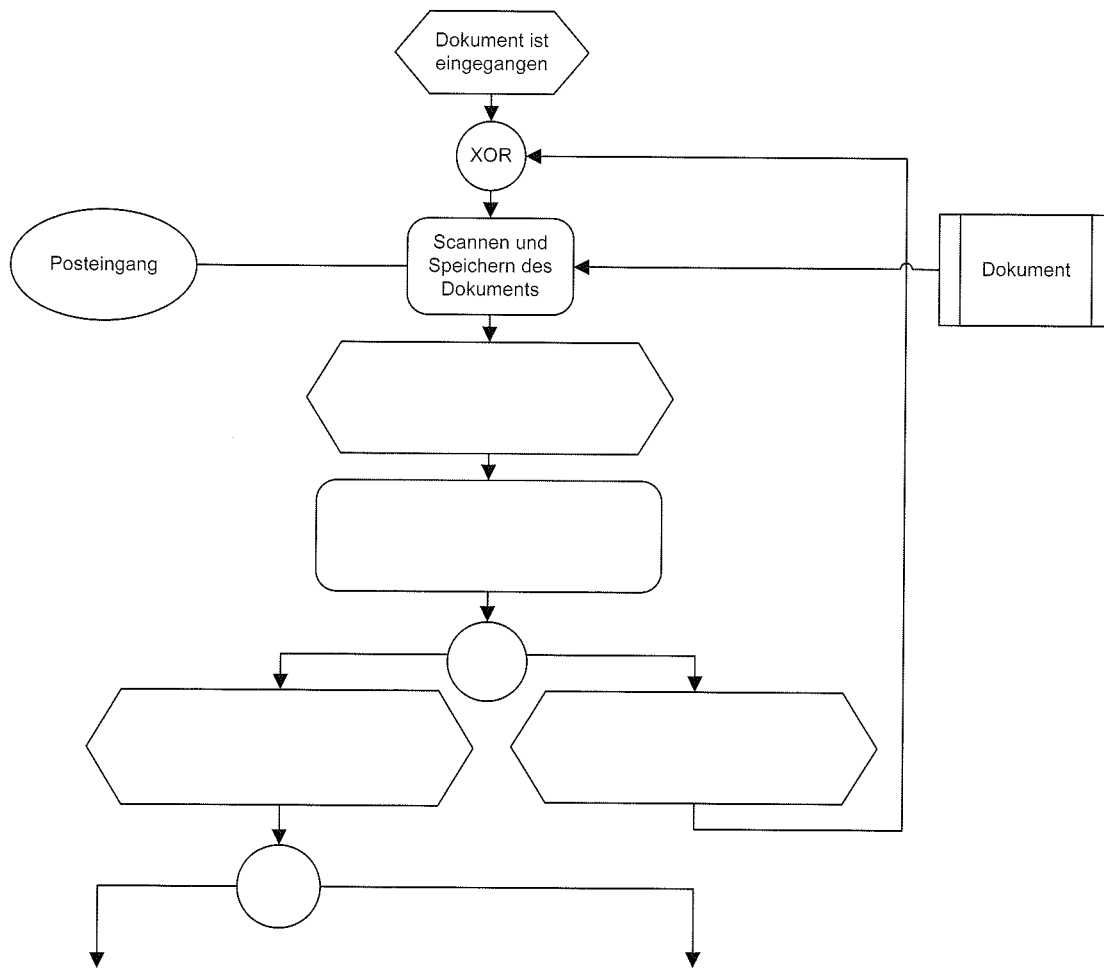 Dokument ist
eingegangen
XOR
Posteingang
Scannen und
Speichern des
Dokuments
Dokument